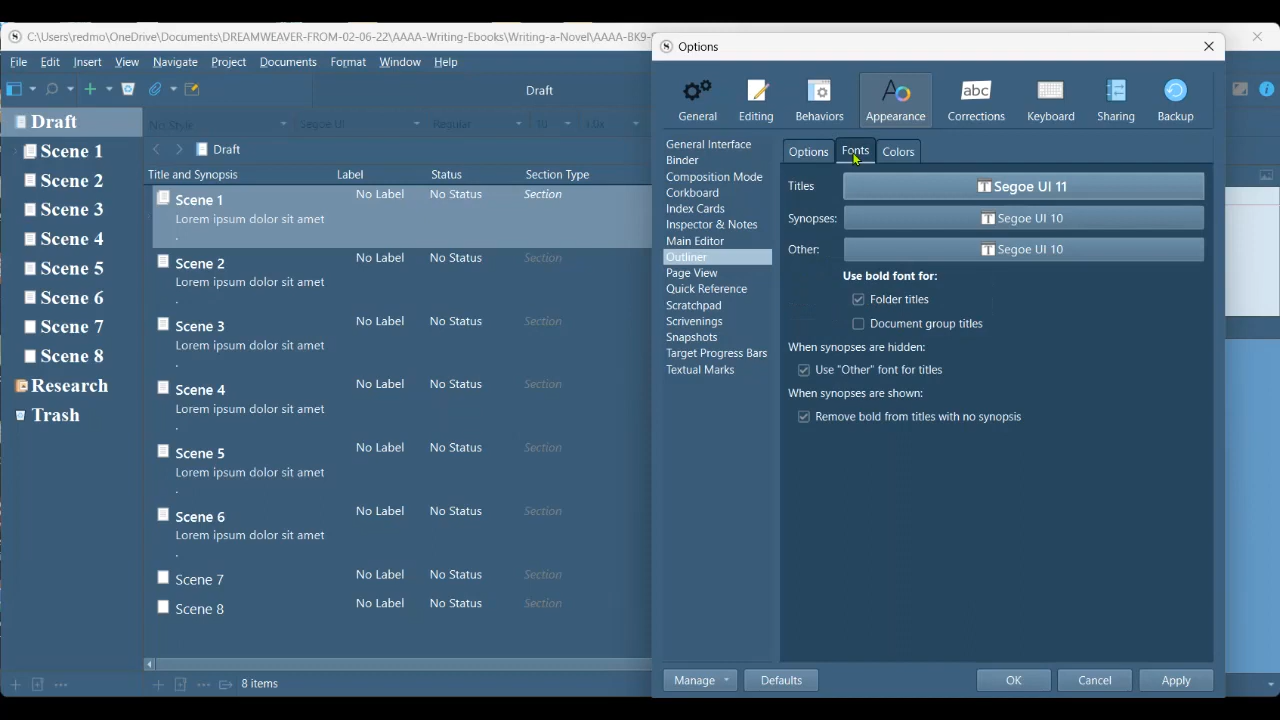 C:\Users\redmo\OneDrive\Documents\DREAMWEAVER-FROM-02-06-22\AAAA-Writing-Ebooks\Writing-a-Novel\AAAA-BK9-
Options
File Edit Insert View Navigate Project Documents Format Window Help
Draft
General Editing Behaviors Appearance Corrections Keyboard Sharing Backup
abc
Draft
Scene 1
Scene 2
Scene 3
Scene 4
Scene 5
Scene 6
Scene 7
Scene 8
Research
Trash
No Style Segoe UI Regular 10 1.0x
Draft
Title and Synopsis Label Status Section Type
Scene 1 No Label No Status Section
Lorem ipsum dolor sit amet
.
Scene 2 No Label No Status Section
Lorem ipsum dolor sit amet
.
Scene 3 No Label No Status Section
Lorem ipsum dolor sit amet
.
Scene 4 No Label No Status Section
Lorem ipsum dolor sit amet
.
Scene 5 No Label No Status Section
Lorem ipsum dolor sit amet
.
Scene 6 No Label No Status Section
Lorem ipsum dolor sit amet
.
Scene 7 No Label No Status Section
Scene 8 No Label No Status Section
8 items
General Interface
Binder
Composition Mode
Corkboard
Index Cards
Inspector & Notes
Main Editor
Outliner
Page View
Quick Reference
Scratchpad
Scrivenings
Snapshots
Target Progress Bars
Textual Marks
Options Fonts Colors
Titles Segoe UI 11
Synopses: Segoe UI 10
Other: Segoe UI 10
Use bold font for:
Folder titles
Document group titles
When synopses are hidden:
Use "Other" font for titles
When synopses are shown:
Remove bold from titles with no synopsis
Manage Defaults OK Cancel Apply